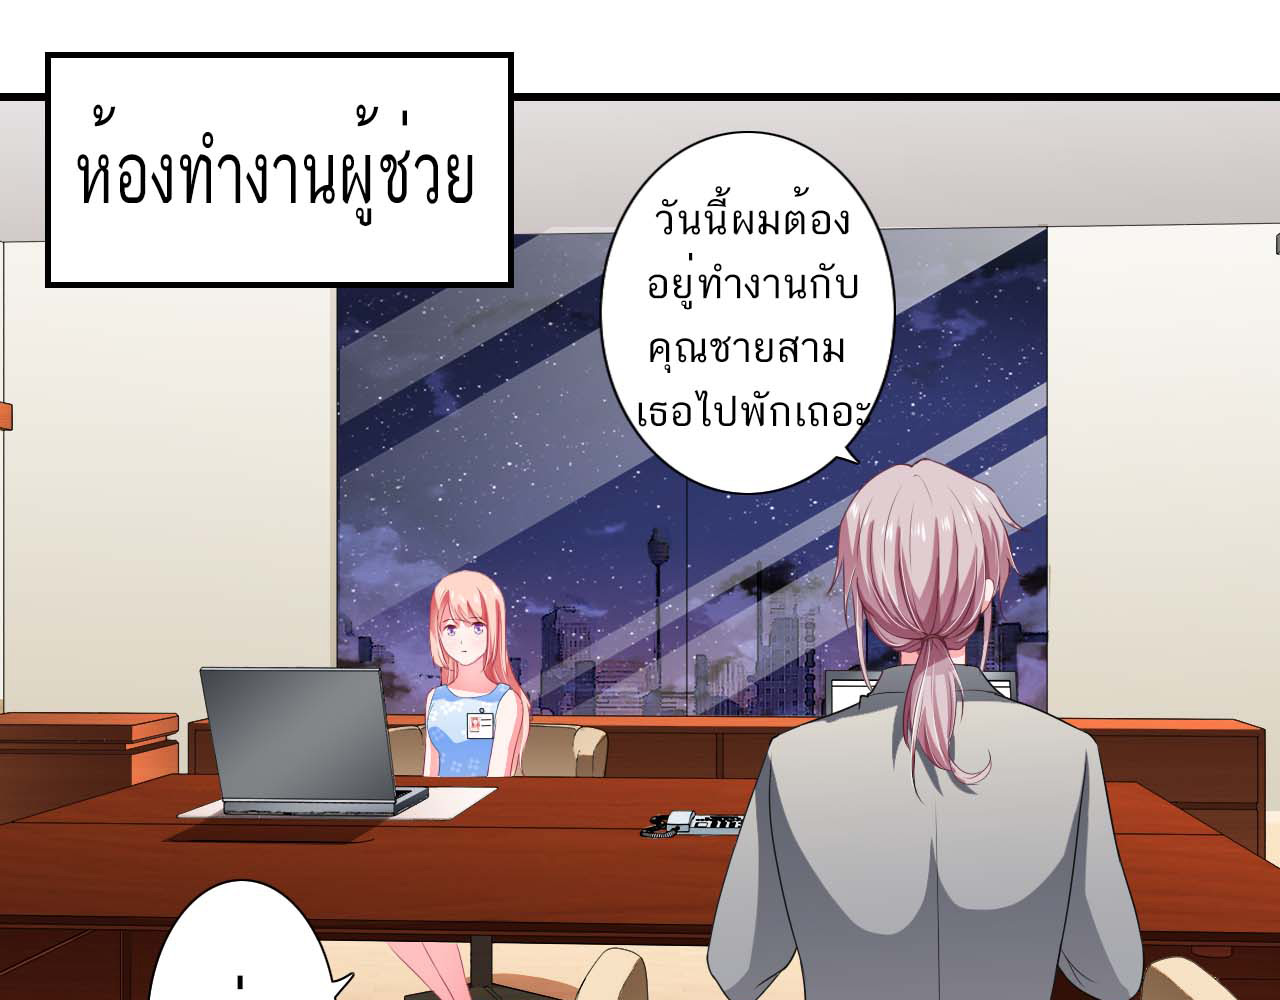 ห้องทำงานผู้ช่วย
วันนี้ผมต้อง
อยู่ทำงานกับ
คุณชายสาม
เธอไปพักเถอะ